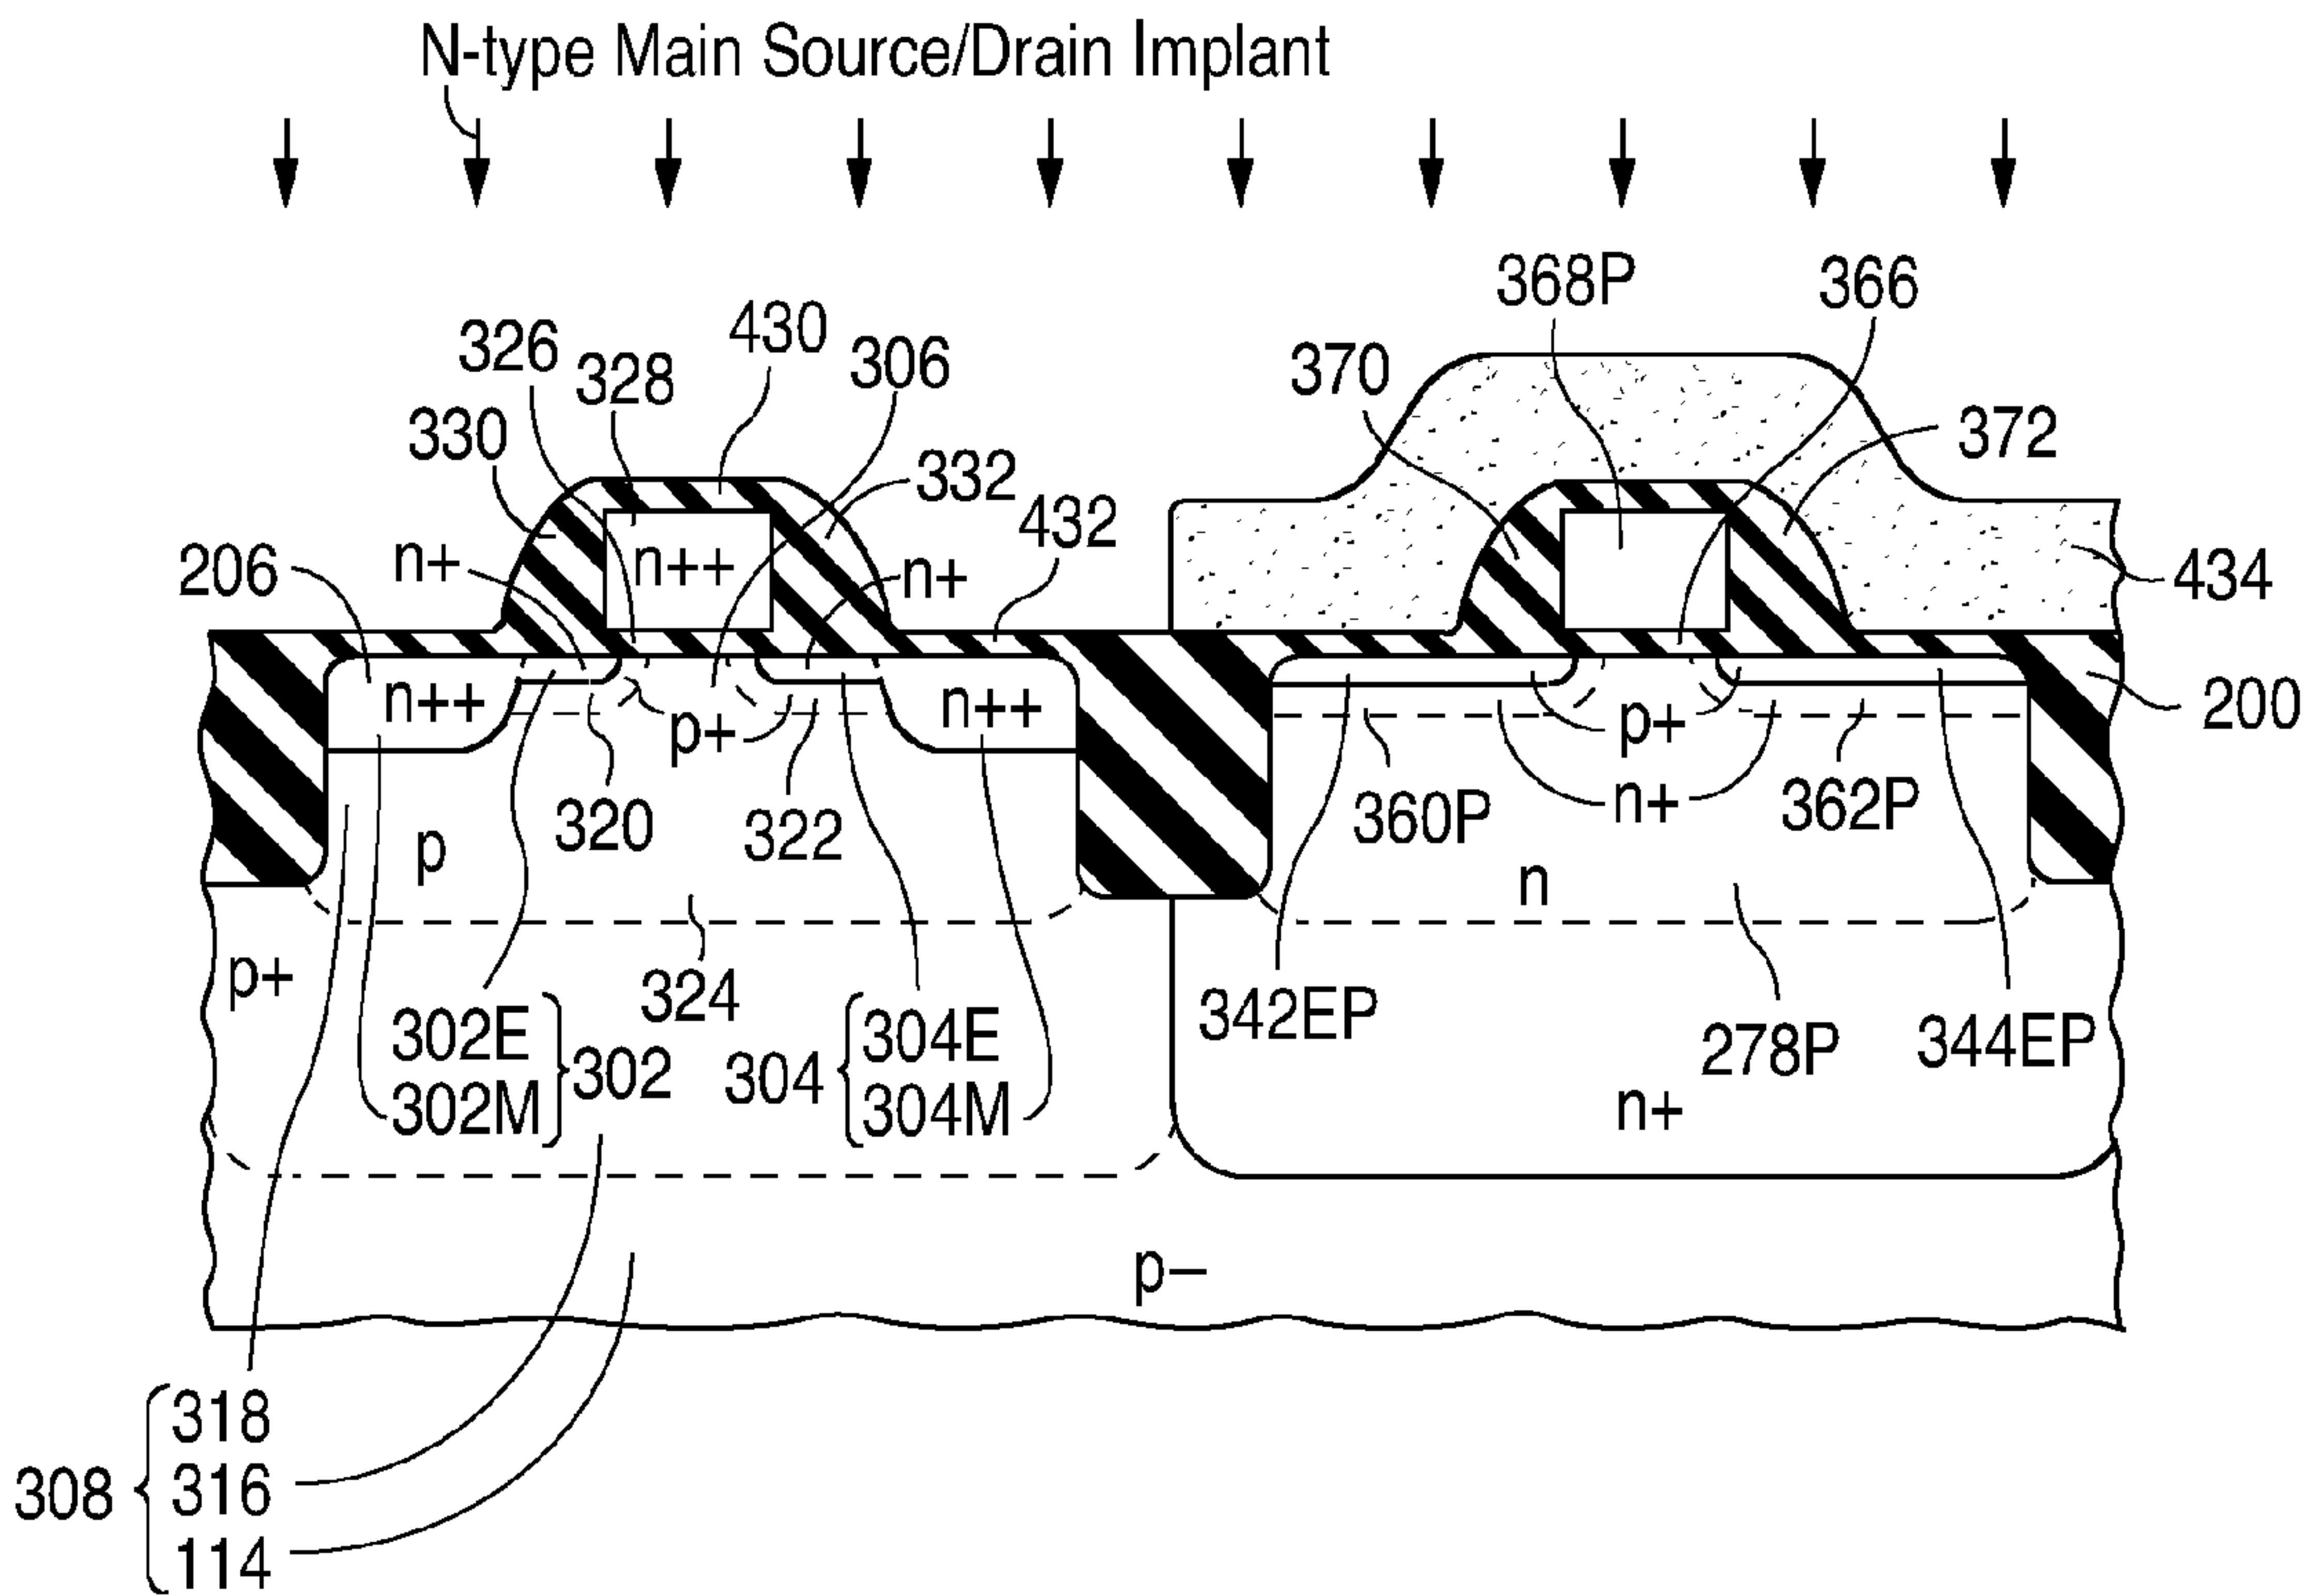 N-type Main Source/Drain Implant
368P
366
326
328
430
306
370
330
332
372
432
206
n+
n++
n+
434
n++
p+
n++
p+
200
320
322
360P
n+
362P
p
n
p+
324
302E
302M
302
304
304E
304M
342EP
278P
344EP
n+
p–
308
318
316
114